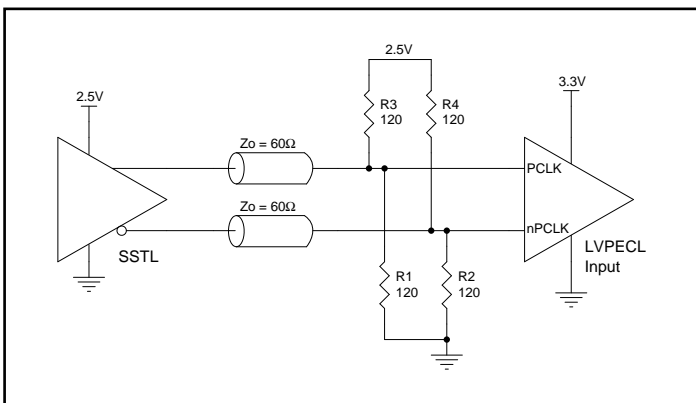 2.5V
2.5V
3.3V
R3
120
R4
120
Zo = 60Ω
PCLK
Zo = 60Ω
nPCLK
SSTL
LVPECL
Input
R1
120
R2
120